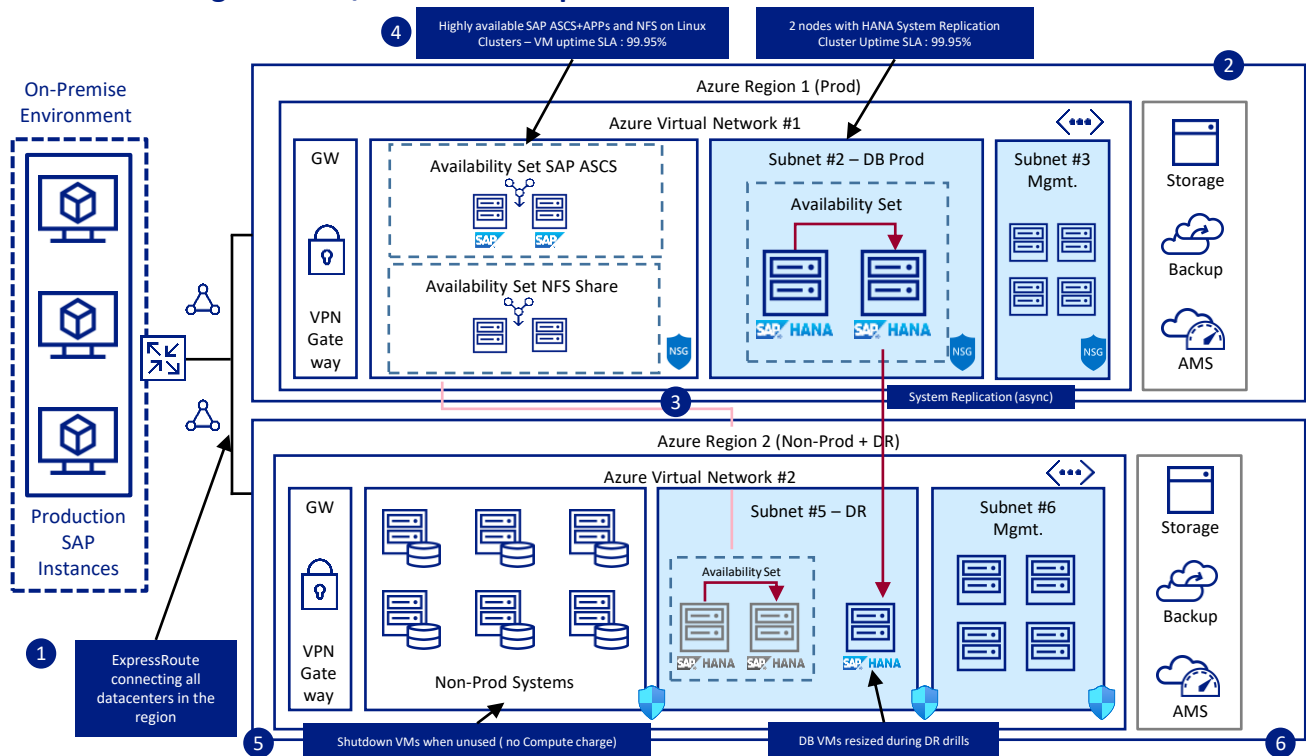 4
Highly available SAP ASCS+APPs and NFS on Linux
Clusters – VM uptime SLA : 99.95%
2 nodes with HANA System Replication
Cluster Uptime SLA : 99.95%
2
On-Premise
Environment
Azure Region 1 (Prod)
Azure Virtual Network #1
GW
VPN
Gate
way
Availability Set SAP ASCS
SAP
SAP
Availability Set NFS Share
NSG
Subnet #2 – DB Prod
Availability Set
SAP HANA
SAP HANA
NSG
Subnet #3
Mgmt.
NSG
Storage
Backup
AMS
3
System Replication (async)
Azure Region 2 (Non-Prod + DR)
Azure Virtual Network #2
GW
VPN
Gate
way
Non-Prod Systems
Subnet #5 – DR
Availability Set
SAP HANA
SAP HANA
SAP HANA
Subnet #6
Mgmt.
Storage
Backup
AMS
Production
SAP
Instances
1
ExpressRoute
connecting all
datacenters in the
region
5
Shutdown VMs when unused ( no Compute charge)
DB VMs resized during DR drills
6